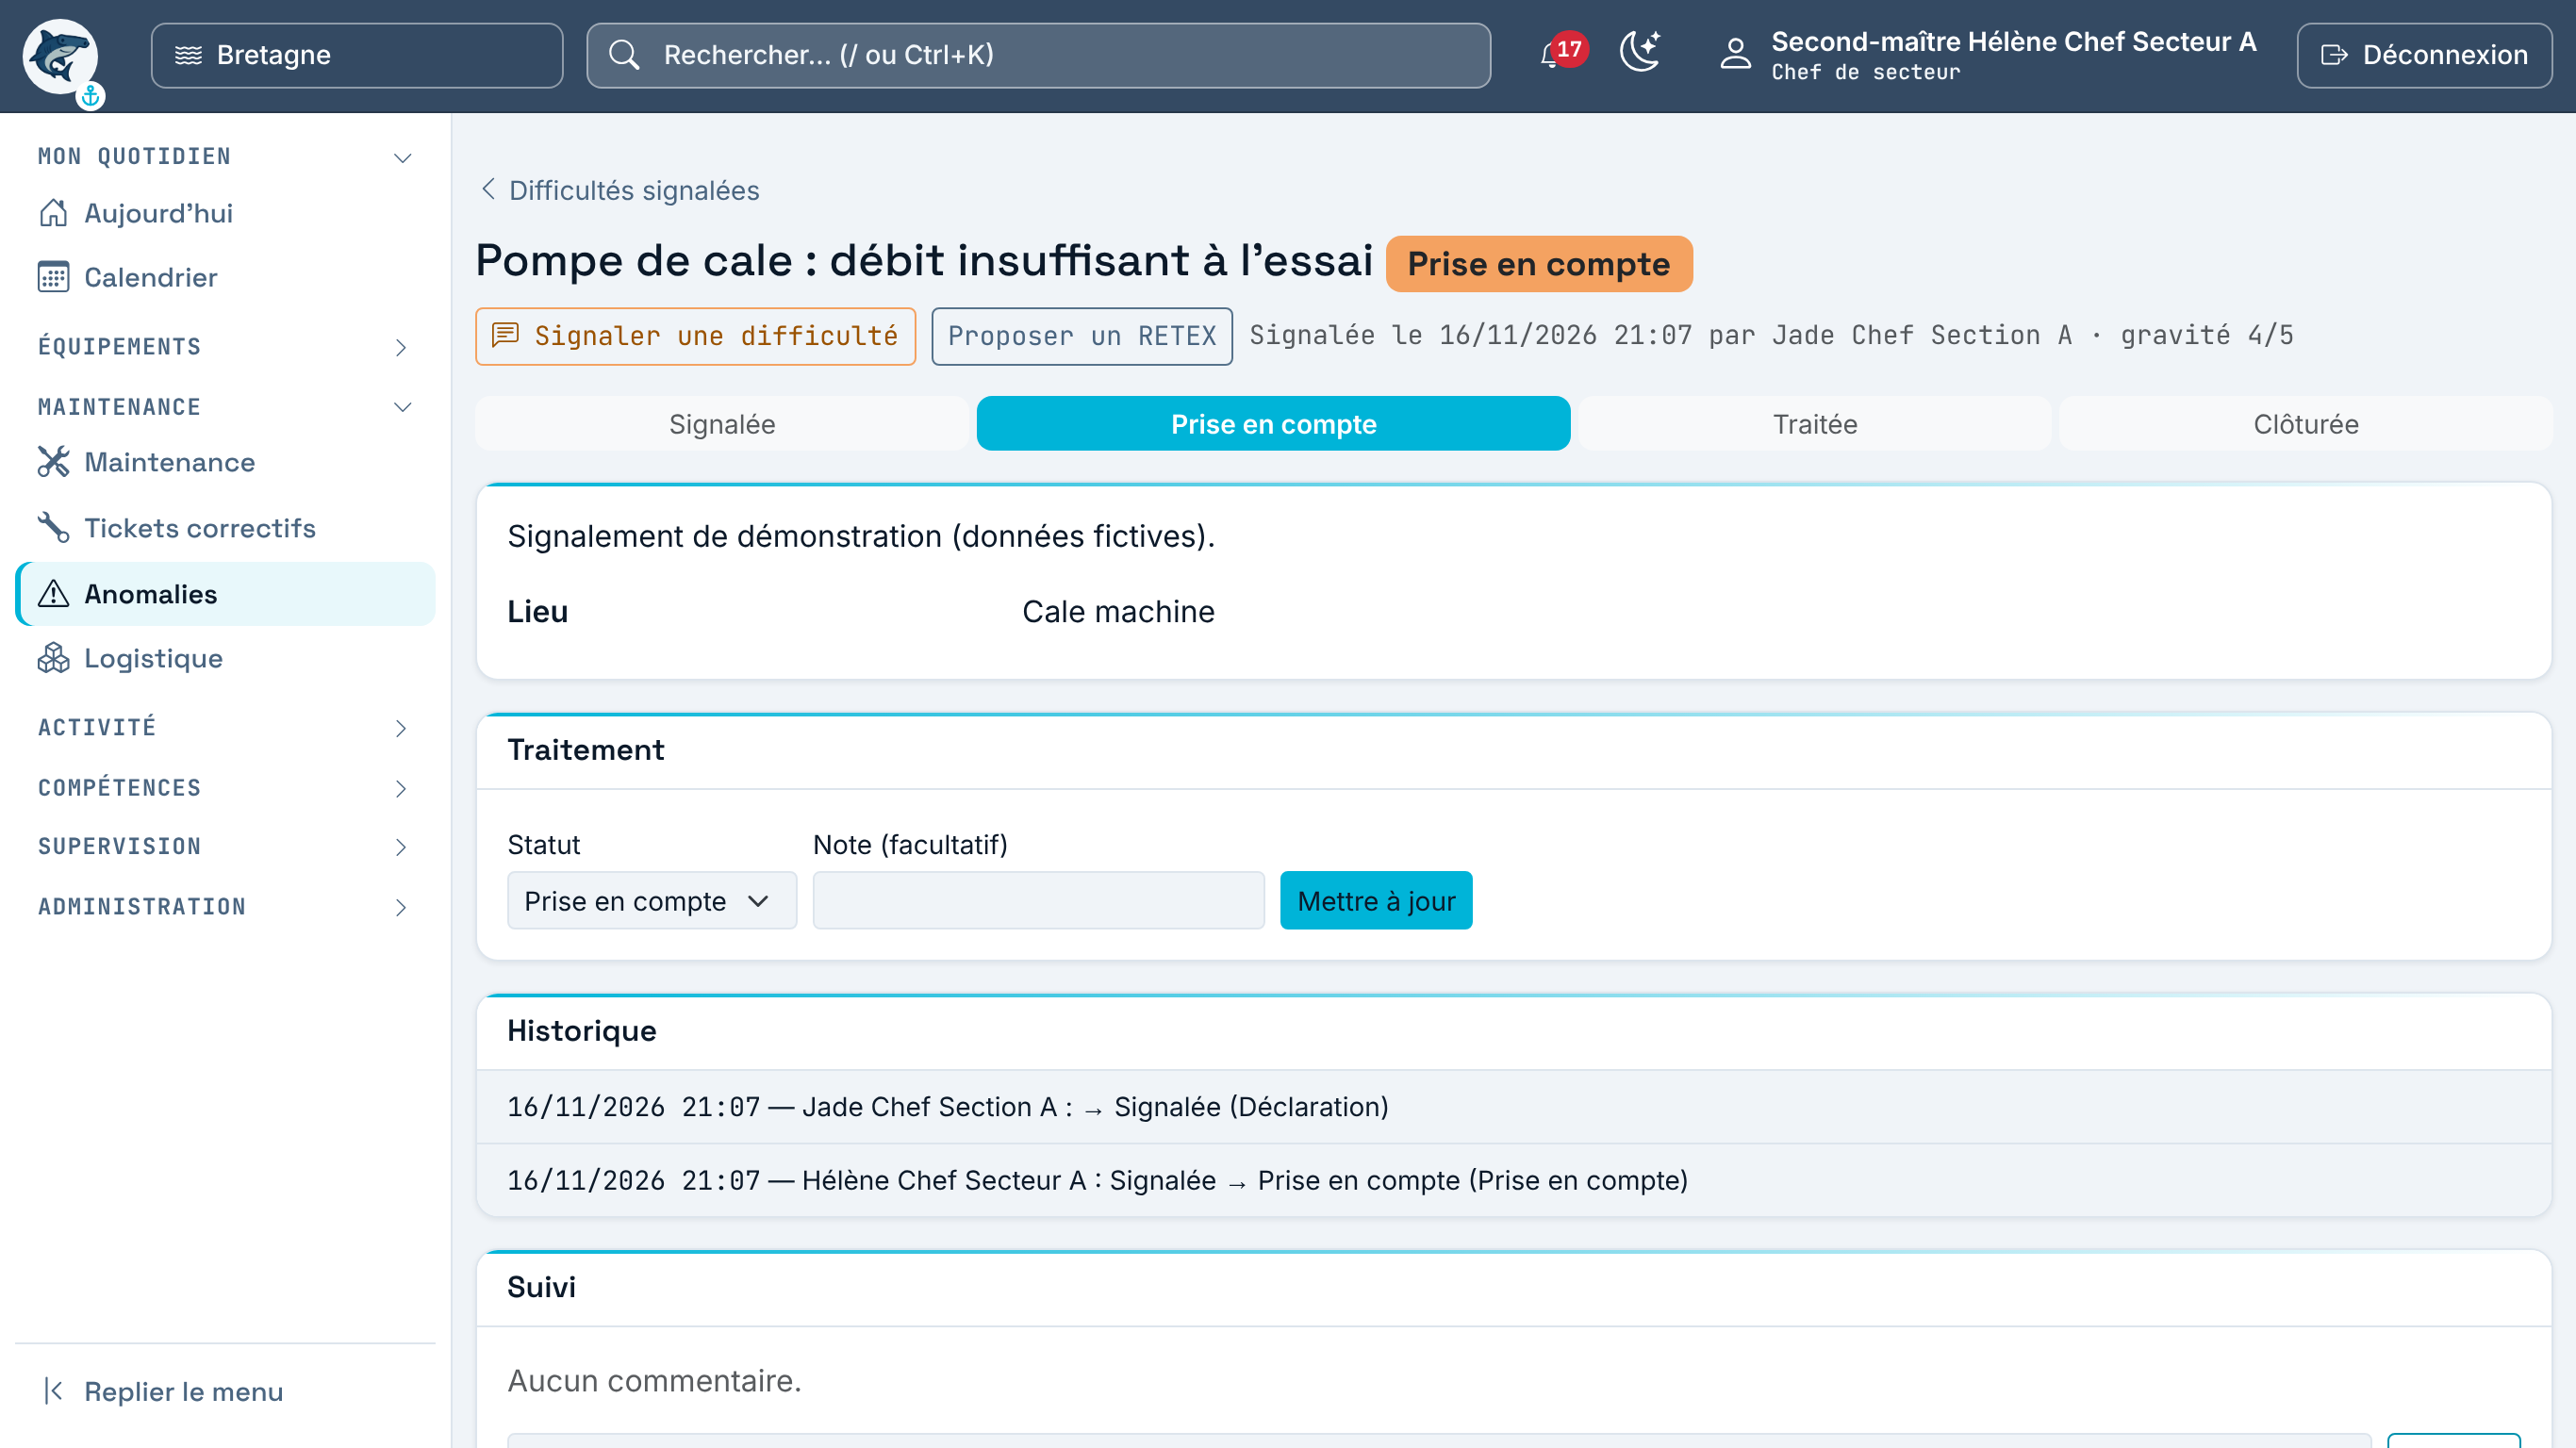 Bretagne
Rechercher... (/ ou Ctrl+K)
17
Second-maître Hélène Chef Secteur A
Chef de secteur
Déconnexion
MON QUOTIDIEN
Aujourd'hui
Calendrier
ÉQUIPEMENTS
MAINTENANCE
Maintenance
Tickets correctifs
Anomalies
Logistique
ACTIVITÉ
COMPÉTENCES
SUPERVISION
ADMINISTRATION
Replier le menu
Difficultés signalées
Pompe de cale : débit insuffisant à l'essai Prise en compte
Signaler une difficulté Proposer un RETEX Signalée le 16/11/2026 21:07 par Jade Chef Section A · gravité 4/5
Signalée Prise en compte Traitée Clôturée
Signalement de démonstration (données fictives).
Lieu Cale machine
Traitement
Statut Note (facultatif)
Prise en compte Mettre à jour
Historique
16/11/2026 21:07 — Jade Chef Section A : → Signalée (Déclaration)
16/11/2026 21:07 — Hélène Chef Secteur A : Signalée → Prise en compte (Prise en compte)
Suivi
Aucun commentaire.